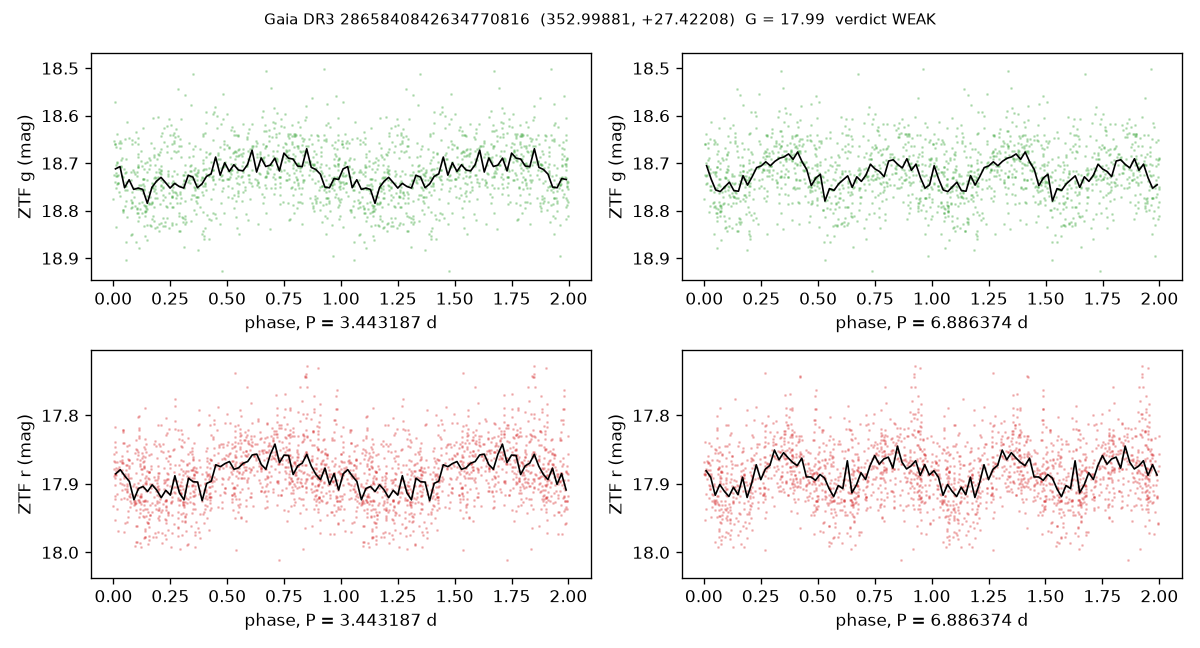 Gaia DR3 2865840842634770816  (352.99881, +27.42208)  G = 17.99  verdict WEAK
ZTF g (mag)
18.5
18.6
18.7
18.8
18.9
0.00 0.25 0.50 0.75 1.00 1.25 1.50 1.75 2.00
phase, P = 3.443187 d
ZTF g (mag)
18.5
18.6
18.7
18.8
18.9
0.00 0.25 0.50 0.75 1.00 1.25 1.50 1.75 2.00
phase, P = 6.886374 d
ZTF r (mag)
17.8
17.9
18.0
0.00 0.25 0.50 0.75 1.00 1.25 1.50 1.75 2.00
phase, P = 3.443187 d
ZTF r (mag)
17.8
17.9
18.0
0.00 0.25 0.50 0.75 1.00 1.25 1.50 1.75 2.00
phase, P = 6.886374 d